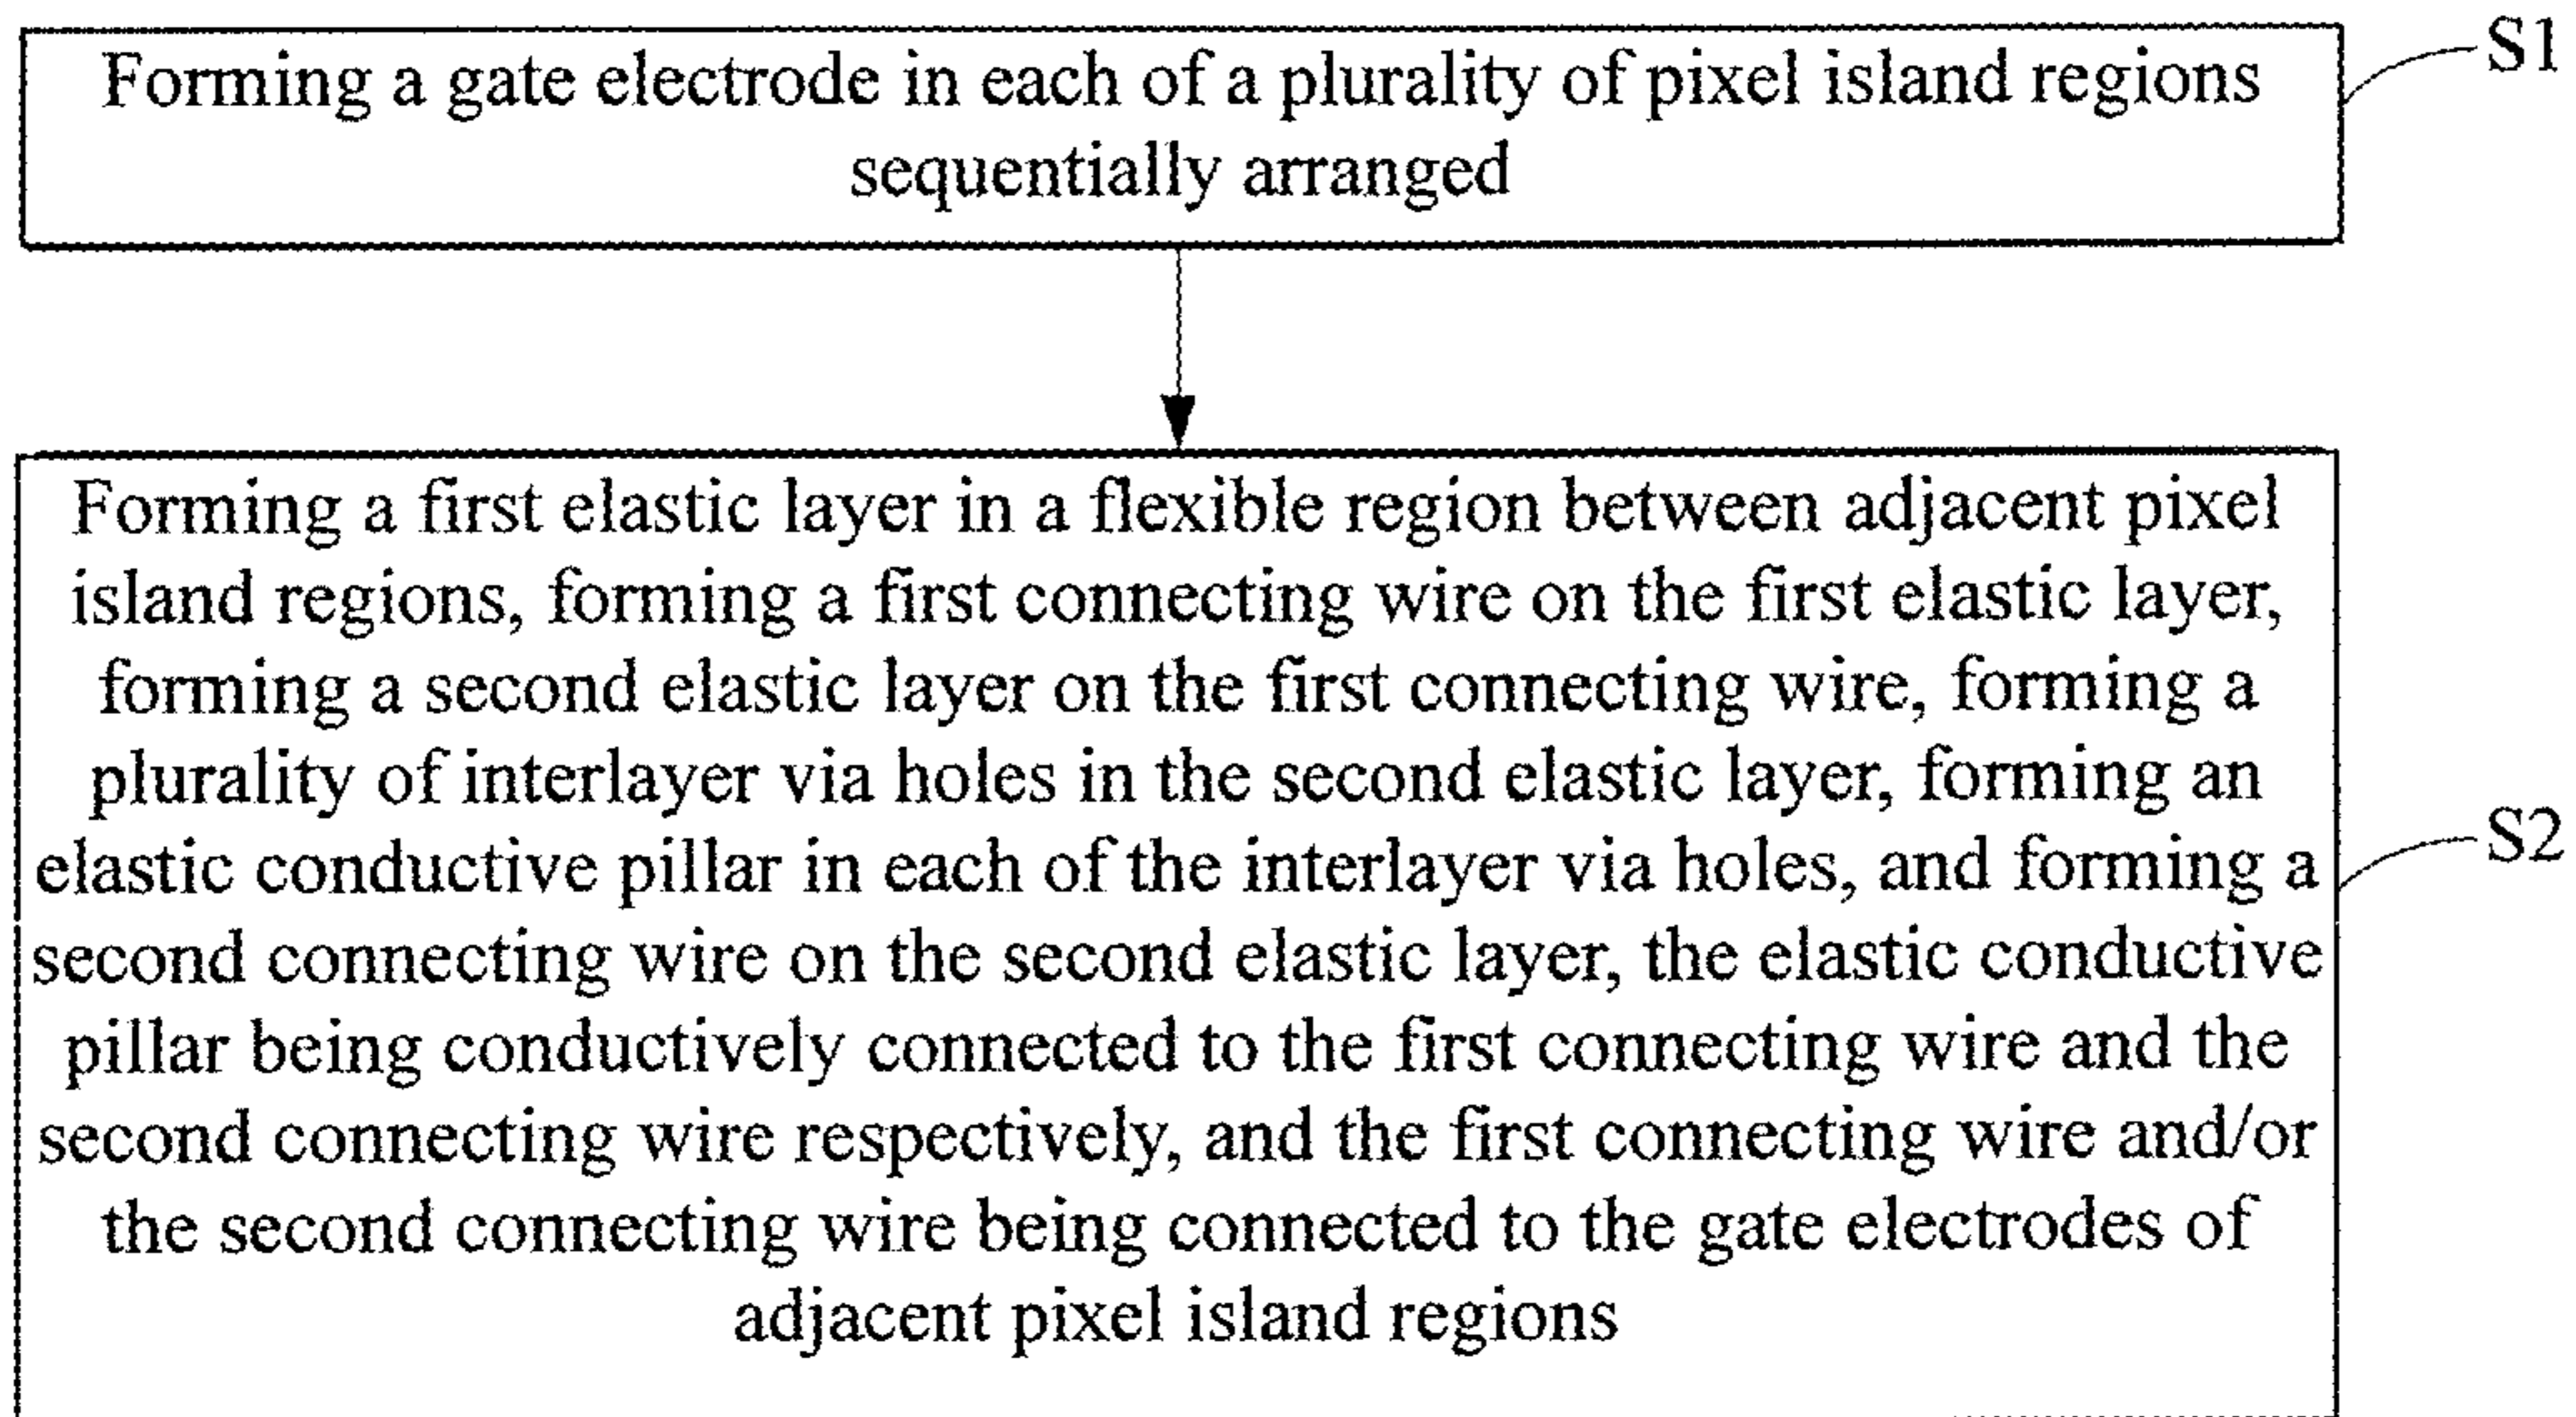 Forming a gate electrode in each of a plurality of pixel island regions
sequentially arranged
S1
Forming a first elastic layer in a flexible region between adjacent pixel
island regions, forming a first connecting wire on the first elastic layer,
forming a second elastic layer on the first connecting wire, forming a
plurality of interlayer via holes in the second elastic layer, forming an
elastic conductive pillar in each of the interlayer via holes, and forming a
second connecting wire on the second elastic layer, the elastic conductive
pillar being conductively connected to the first connecting wire and the
second connecting wire respectively, and the first connecting wire and/or
the second connecting wire being connected to the gate electrodes of
adjacent pixel island regions
S2